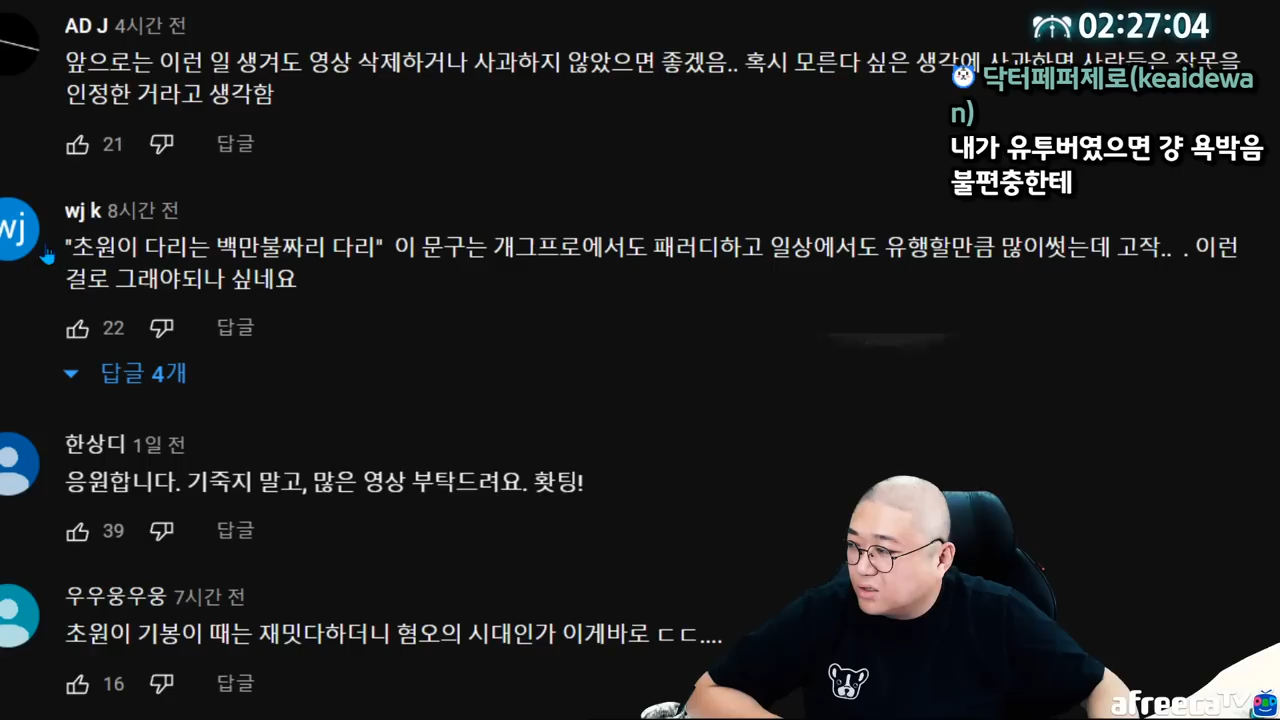 AD J 4시간 전
앞으로는 이런 일 생겨도 영상 삭제하거나 사과하지 않았으면 좋겠음.. 혹시 모른다 싶은 생각에 사과하면 사람들은 잘못을
인정한 거라고 생각함
21 답글
wj
wj k 8시간 전
"초원이 다리는 백만불짜리 다리" 이 문구는 개그프로에서도 패러디하고 일상에서도 유행할만큼 많이썻는데 고작.. . 이런
걸로 그래야되나 싶네요
22 답글
답글 4개
한상디 1일 전
응원합니다. 기죽지 말고, 많은 영상 부탁드려요. 홧팅!
39 답글
우우웅우웅 7시간 전
초원이 기봉이 때는 재밋다하더니 혐오의 시대인가 이게바로 ㄷㄷ....
16 답글
02:27:04
닥터페퍼제로(keaidewa
n)
내가 유투버였으면 걍 욕박음
불편충한테
afreecaTV